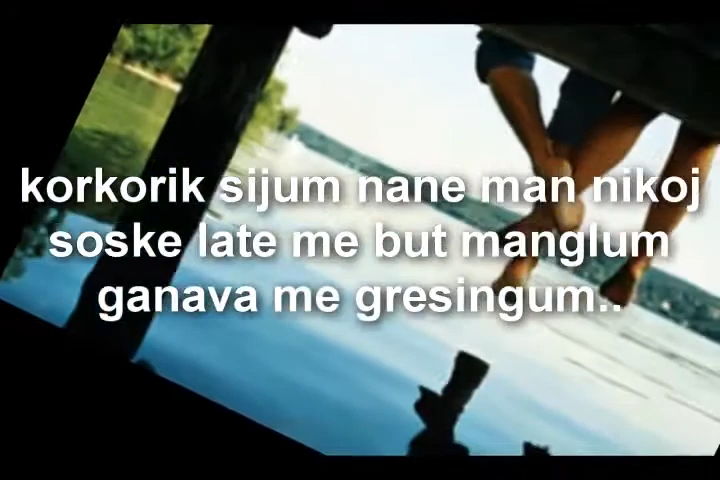 korkorik sijum nane man nikoj
soske late me but manglum
ganava me gresingum..